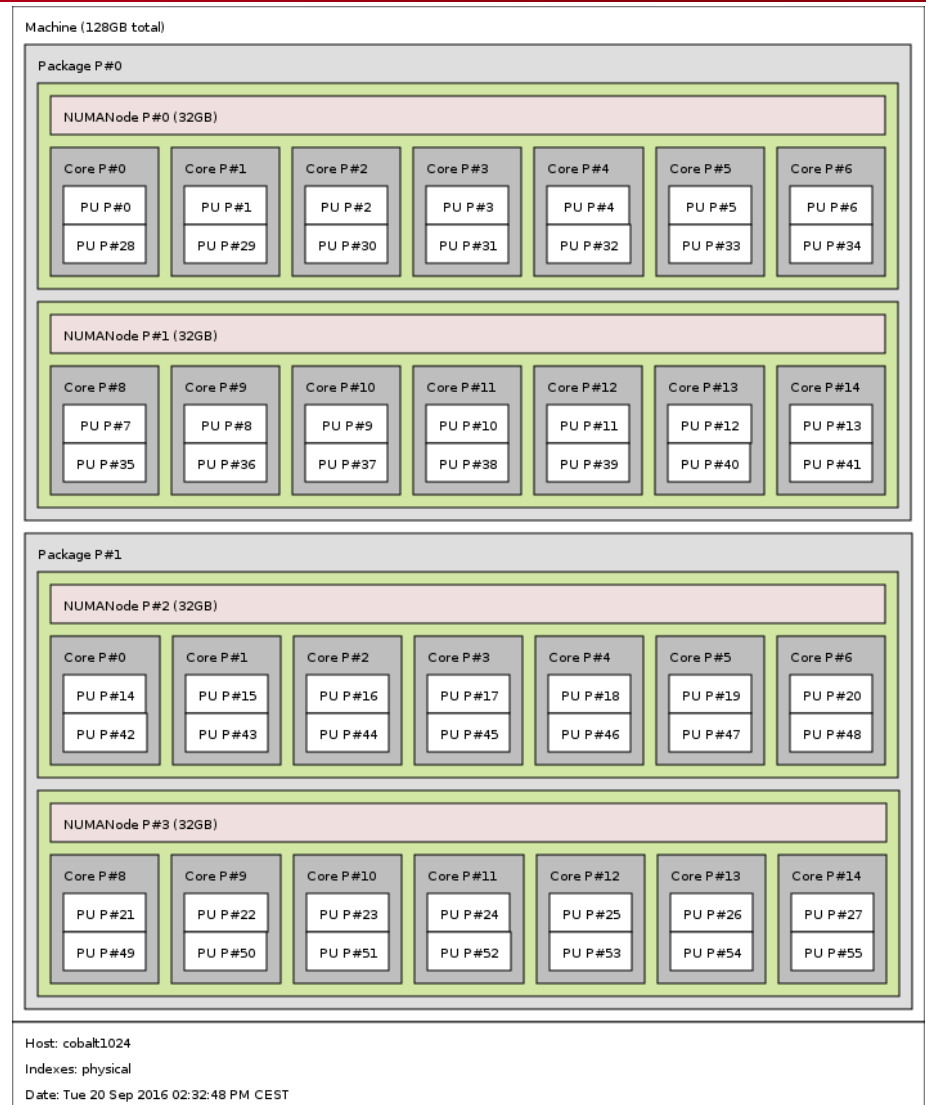 Machine (128GB total)
Package P#0
NUMANode P#0 (32GB)
Core P#0 Core P#1 Core P#2 Core P#3 Core P#4 Core P#5 Core P#6
PU P#0 PU P#1 PU P#2 PU P#3 PU P#4 PU P#5 PU P#6
PU P#28 PU P#29 PU P#30 PU P#31 PU P#32 PU P#33 PU P#34
NUMANode P#1 (32GB)
Core P#8 Core P#9 Core P#10 Core P#11 Core P#12 Core P#13 Core P#14
PU P#7 PU P#8 PU P#9 PU P#10 PU P#11 PU P#12 PU P#13
PU P#35 PU P#36 PU P#37 PU P#38 PU P#39 PU P#40 PU P#41
Package P#1
NUMANode P#2 (32GB)
Core P#0 Core P#1 Core P#2 Core P#3 Core P#4 Core P#5 Core P#6
PU P#14 PU P#15 PU P#16 PU P#17 PU P#18 PU P#19 PU P#20
PU P#42 PU P#43 PU P#44 PU P#45 PU P#46 PU P#47 PU P#48
NUMANode P#3 (32GB)
Core P#8 Core P#9 Core P#10 Core P#11 Core P#12 Core P#13 Core P#14
PU P#21 PU P#22 PU P#23 PU P#24 PU P#25 PU P#26 PU P#27
PU P#49 PU P#50 PU P#51 PU P#52 PU P#53 PU P#54 PU P#55
Host: cobalt1024
Indexes: physical
Date: Tue 20 Sep 2016 02:32:48 PM CEST